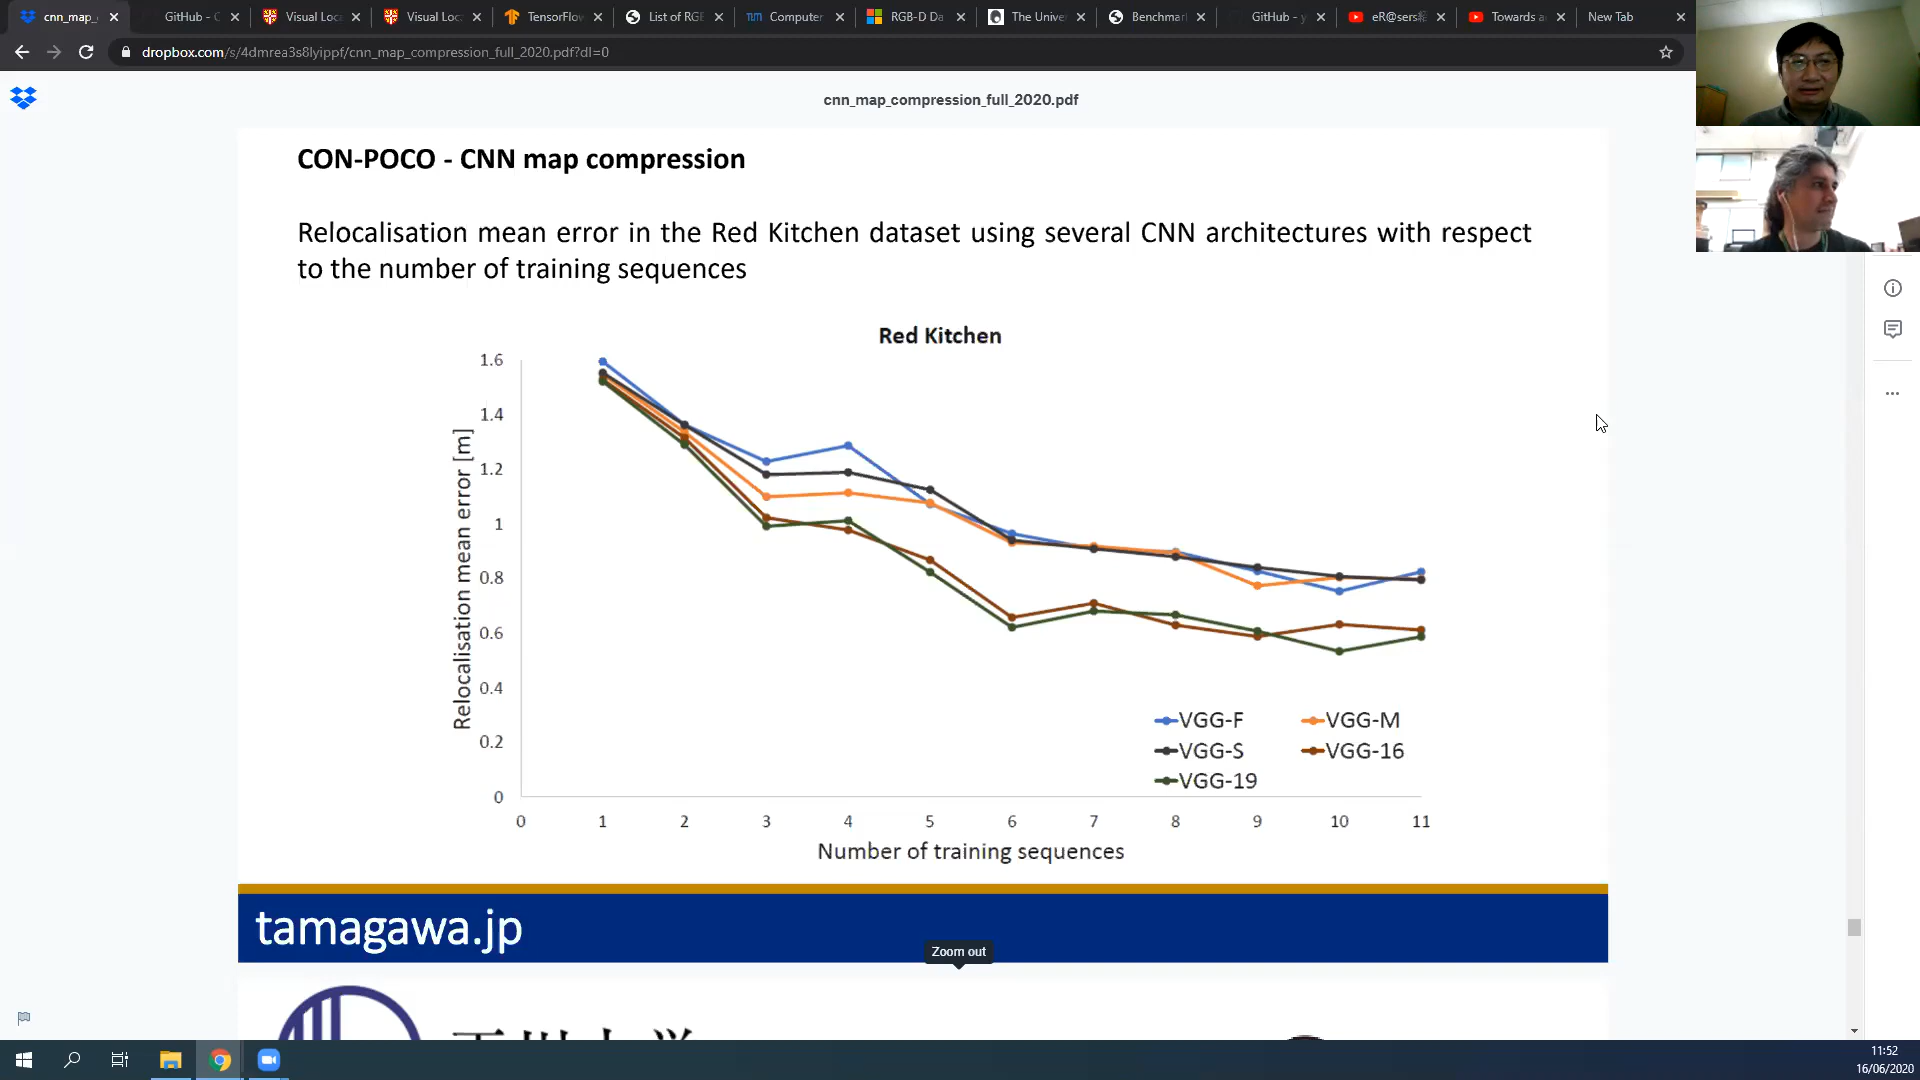 cnn_map_
GitHub - C
Visual Loc
Visual Loc
TensorFlow
List of RGB
Computer
RGB-D Da
The Unive
Benchmark
GitHub - y
eR@sers
Towards a
New Tab
dropbox.com/s/4dmrea3s8lyippf/cnn_map_compression_full_2020.pdf?dl=0
cnn_map_compression_full_2020.pdf
CON-POCO - CNN map compression
Relocalisation mean error in the Red Kitchen dataset using several CNN architectures with respect
to the number of training sequences
Red Kitchen
1.6
1.4
1.2
1
0.8
0.6
0.4
0.2
0
Relocalisation mean error [m]
VGG-F
VGG-M
VGG-S
VGG-16
VGG-19
0 1 2 3 4 5 6 7 8 9 10 11
Number of training sequences
tamagawa.jp
Zoom out
11:52
16/06/2020